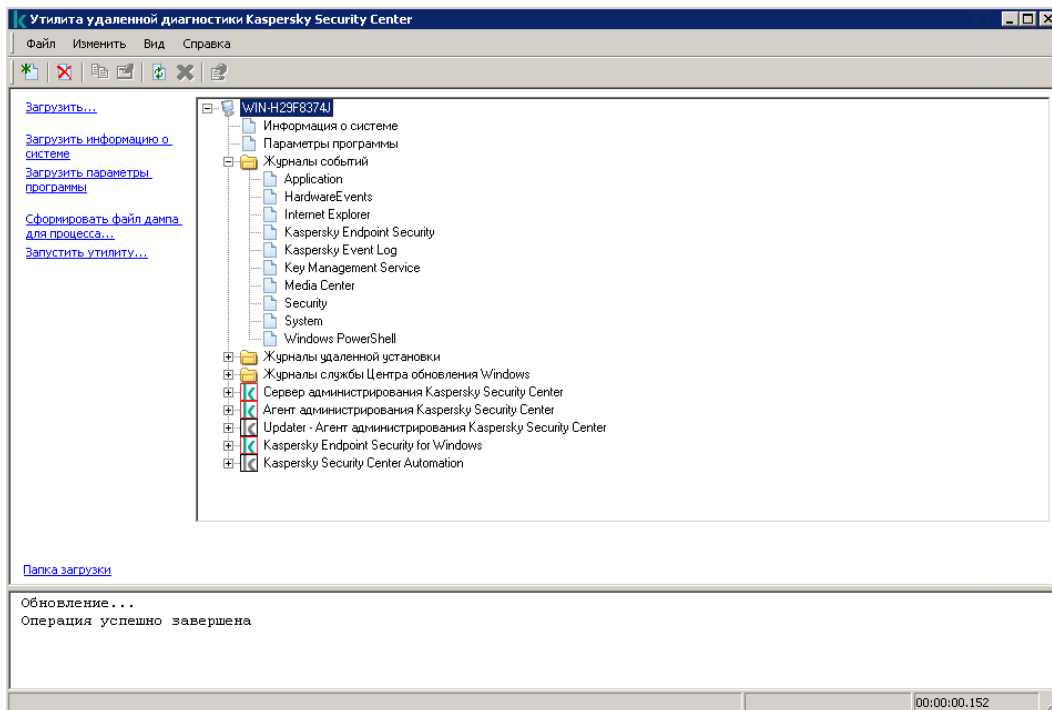 Утилита удаленной диагностики Kaspersky Security Center
Файл Изменить Вид Справка
Загрузить...
Загрузить информацию о
системе
Загрузить параметры
программы
Сформировать файл дампа
для процесса...
Запустить утилиту...
WIN-H29F8374J
Информация о системе
Параметры программы
Журналы событий
Application
HardwareEvents
Internet Explorer
Kaspersky Endpoint Security
Kaspersky Event Log
Key Management Service
Media Center
Security
System
Windows PowerShell
Журналы удаленной установки
Журналы службы Центра обновления Windows
Сервер администрирования Kaspersky Security Center
Агент администрирования Kaspersky Security Center
Updater - Агент администрирования Kaspersky Security Center
Kaspersky Endpoint Security for Windows
Kaspersky Security Center Automation
Папка загрузки
Обновление...
Операция успешно завершена
00:00:00.152